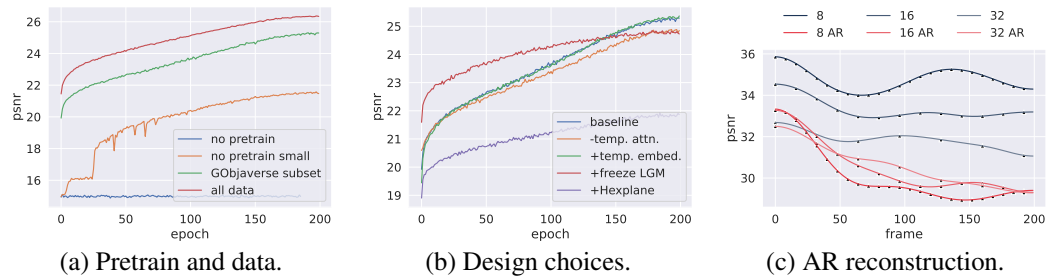 psnr
26
24
22
20
18
16
0
50
100
150
200
epoch
no pretrain
no pretrain small
GObjaverse subset
all data
(a) Pretrain and data.
psnr
25
24
23
22
21
20
19
0
50
100
150
200
epoch
baseline
-temp. attn.
+temp. embed.
+freeze LGM
+Hexplane
(b) Design choices.
8 16 32
8 AR 16 AR 32 AR
psnr
36
34
32
30
0
50
100
150
200
frame
(c) AR reconstruction.